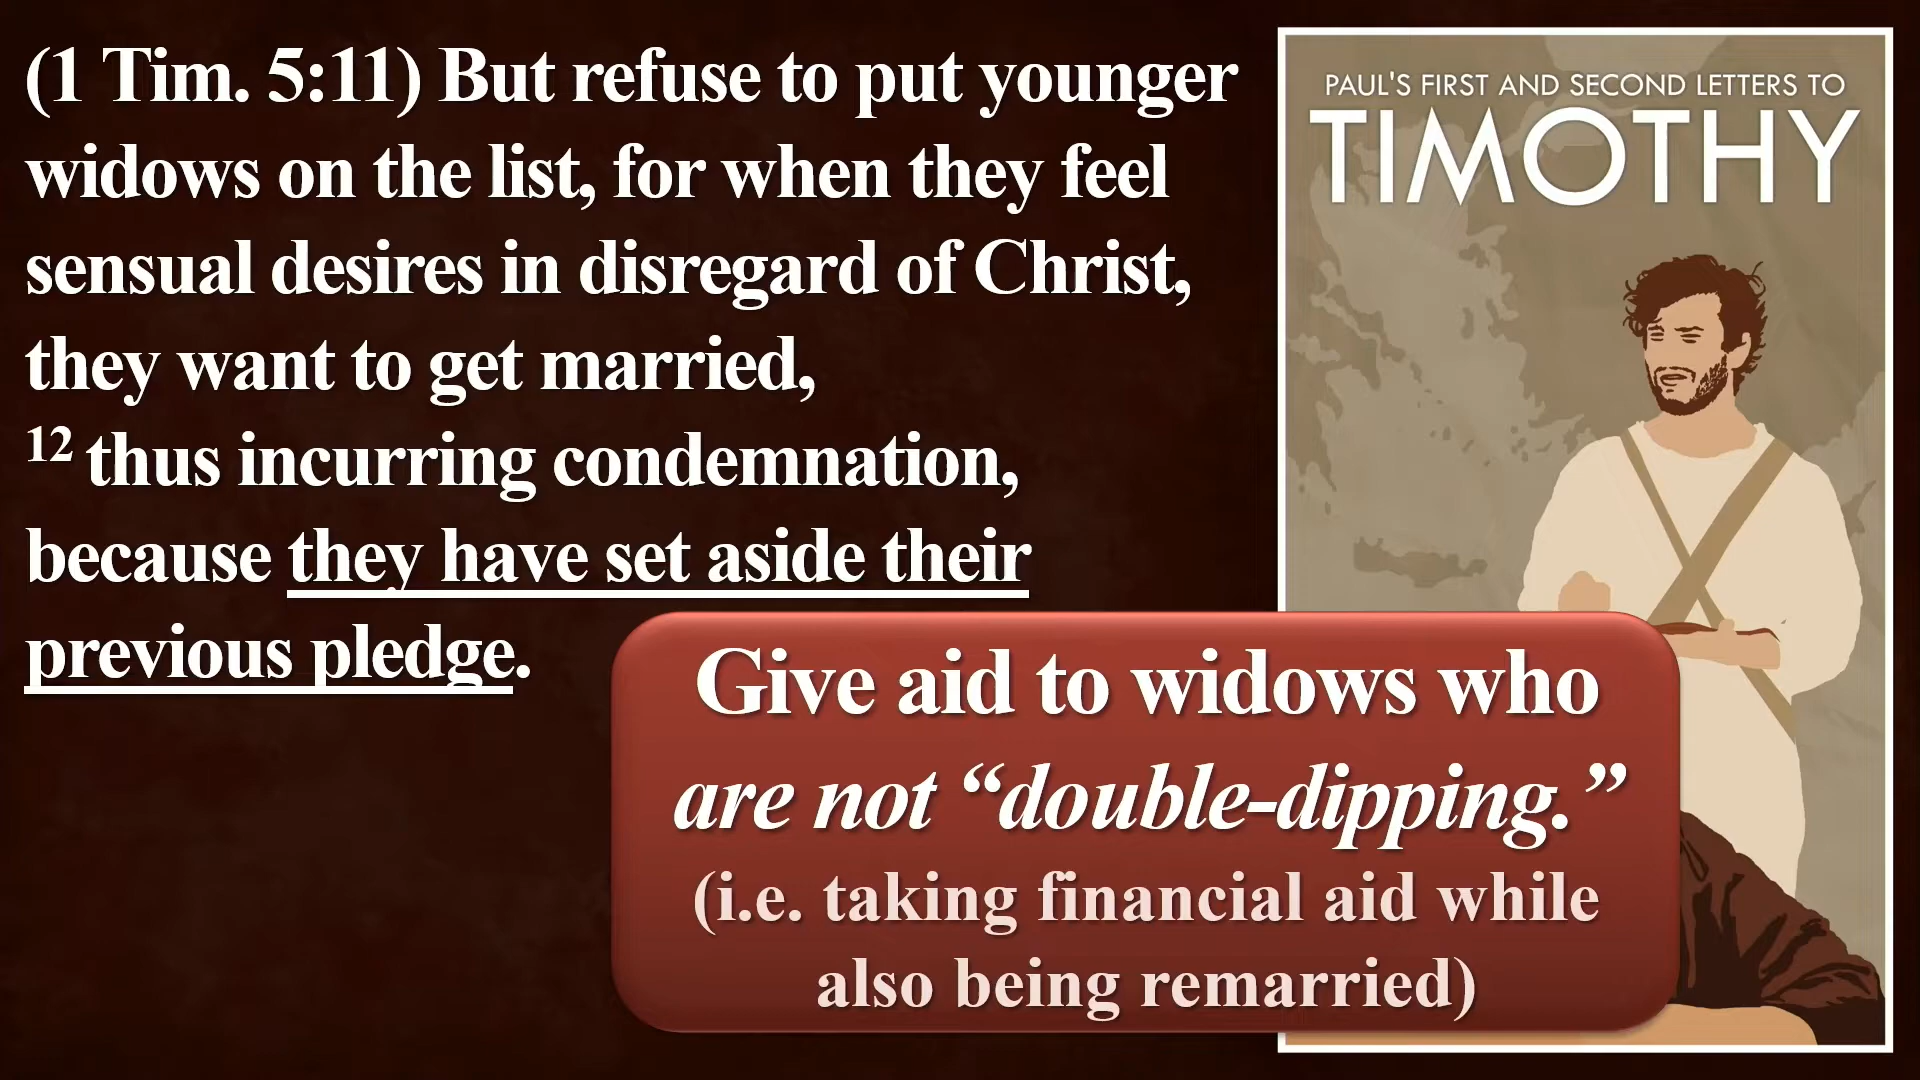 (1 Tim. 5:11) But refuse to put younger
widows on the list, for when they feel
sensual desires in disregard of Christ,
they want to get married,
12 thus incurring condemnation,
because they have set aside their
previous pledge.
PAUL'S FIRST AND SECOND LETTERS TO
TIMOTHY
Give aid to widows who
are not “double-dipping.”
(i.e. taking financial aid while
also being remarried)